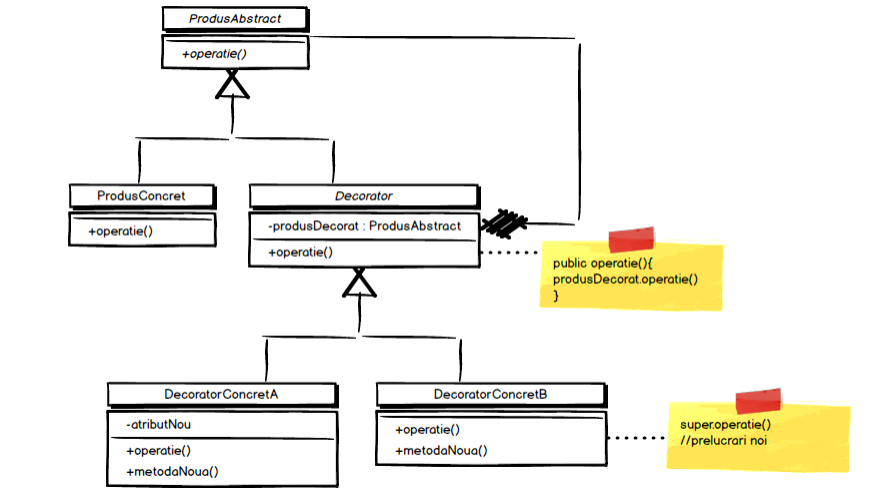 ProdusAbstract
+operatie()
ProdusConcret
+operatie()
Decorator
-produsDecorat : ProdusAbstract
+operatie()
public operatie(){
produsDecorat.operatie()
}
DecoratorConcretA
-atributNou
+operatie()
+metodaNoua()
DecoratorConcretB
+operatie()
+metodaNoua()
super.operatie()
//prelucrari noi